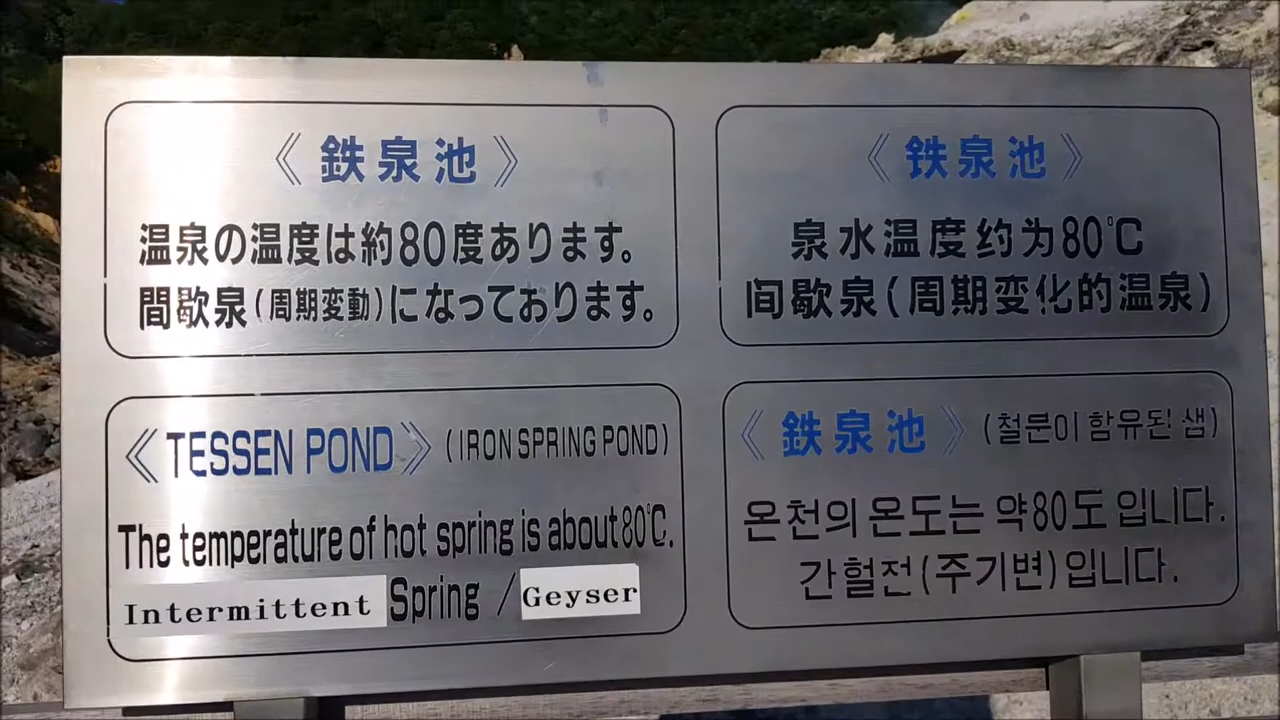 《鉄泉池》
温泉の温度は約80度あります。
間歇泉(周期変動)になっております。
《铁泉池》
泉水温度约为80℃
间歇泉(周期变化的温泉)
《TESSEN POND》(IRON SPRING POND)
The temperature of hot spring is about 80℃.
Intermittent Spring / Geyser
《鉄泉池》(철분이 함유된 샘)
온천의 온도는 약80도 입니다.
간헐전(주기변)입니다.